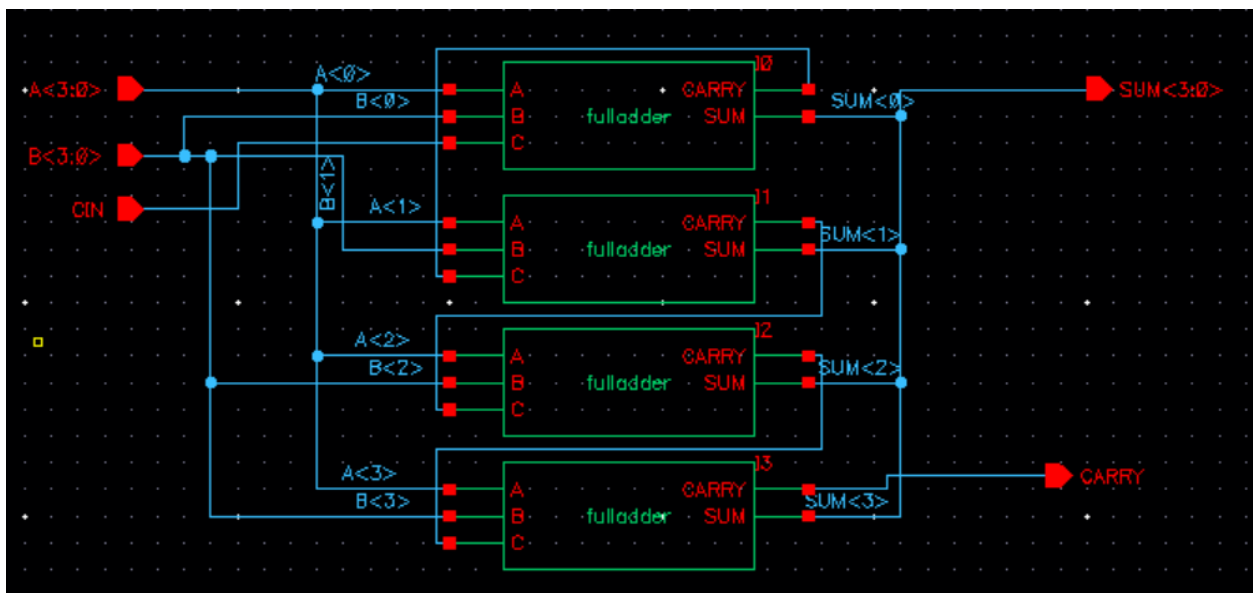 A<3:0>
B<3:0>
CIN
A<0>
B<0>
B<1>
A<1>
A<2>
B<2>
A<3>
B<3>
I0
A CARRY
B fulladder SUM
C
I1
A CARRY
B fulladder SUM
C
I2
A CARRY
B fulladder SUM
C
I3
A CARRY
B fulladder SUM
C
SUM<0>
SUM<1>
SUM<2>
SUM<3>
SUM<3:0>
CARRY